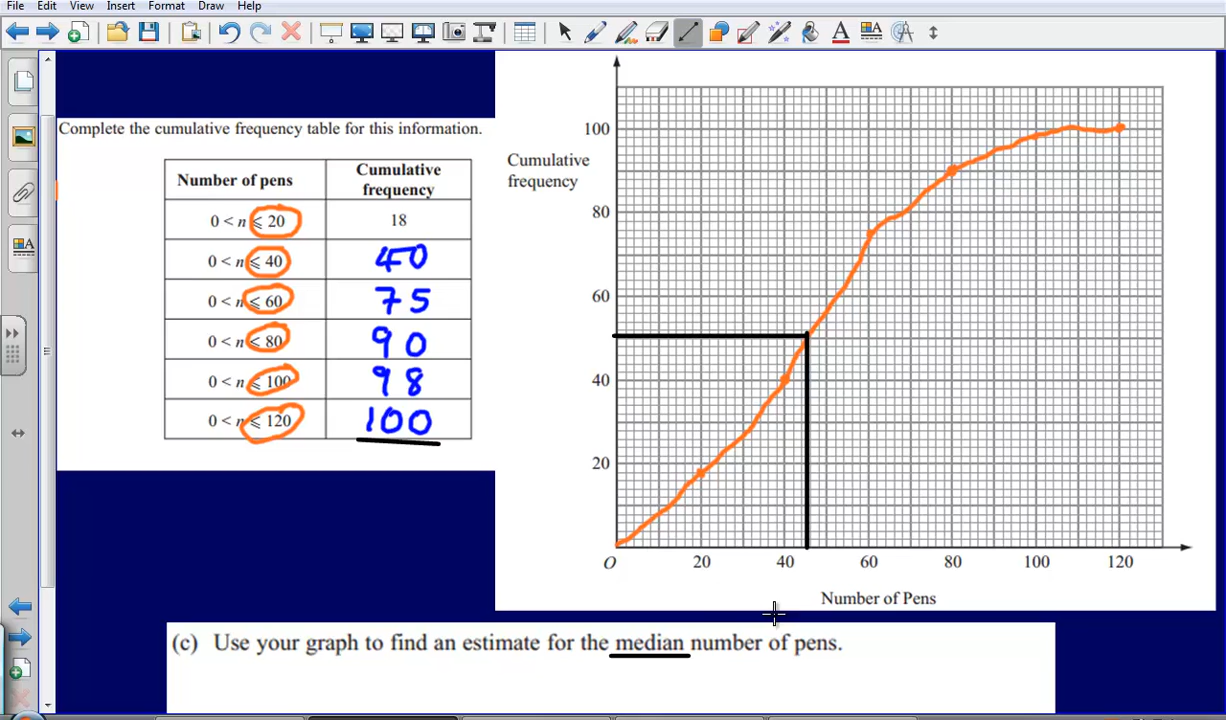 File Edit View Insert Format Draw Help
Complete the cumulative frequency table for this information.
Number of pens
Cumulative
frequency
0 < n ⩽ 20 18
0 < n ⩽ 40 40
0 < n ⩽ 60 75
0 < n ⩽ 80 90
0 < n ⩽ 100 98
0 < n ⩽ 120 100
Cumulative
frequency
100
80
60
40
20
O 20 40 60 80 100 120
Number of Pens
(c) Use your graph to find an estimate for the median number of pens.